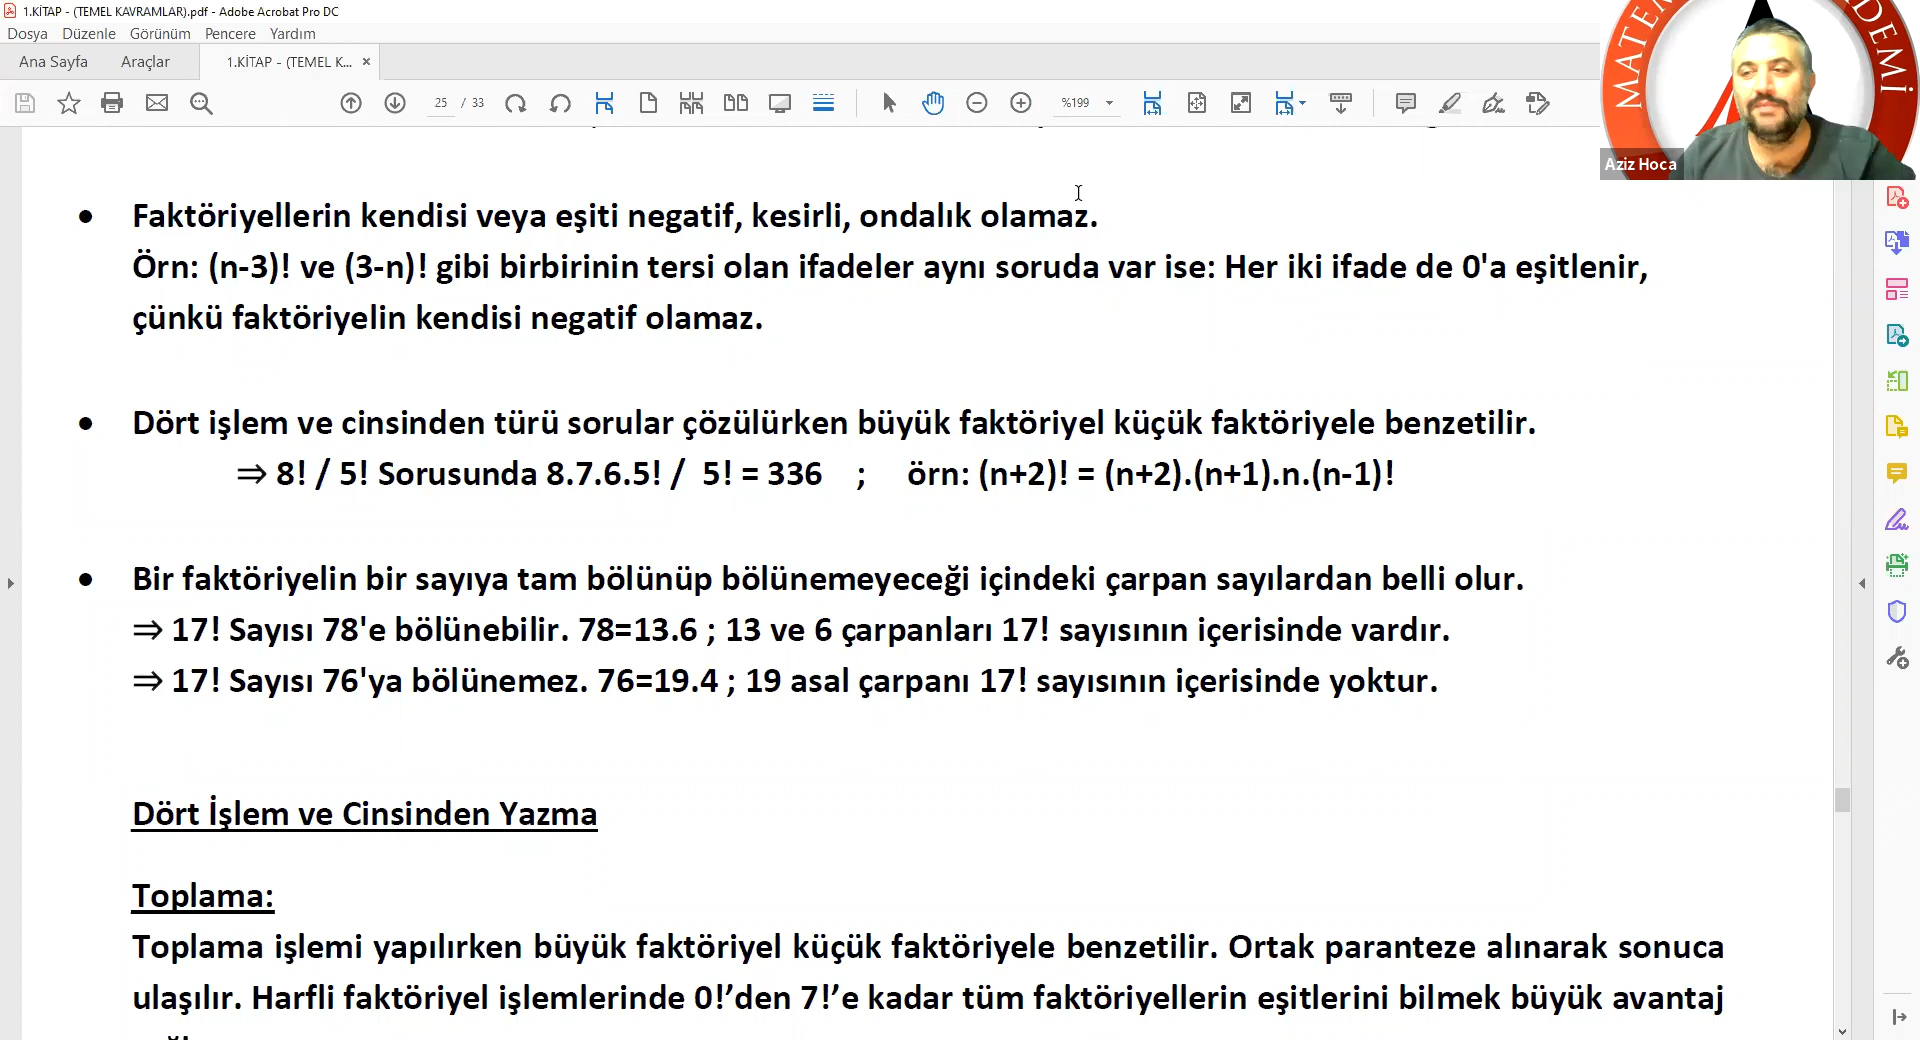 1.KİTAP - (TEMEL KAVRAMLAR).pdf - Adobe Acrobat Pro DC
Dosya Düzenle Görünüm Pencere Yardım
Ana Sayfa Araçlar 1.KİTAP - (TEMEL K... ×
25 / 33 %199
MATEM
DEMİ
Aziz Hoca
• Faktöriyellerin kendisi veya eşiti negatif, kesirli, ondalık olamaz.
Örn: (n-3)! ve (3-n)! gibi birbirinin tersi olan ifadeler aynı soruda var ise: Her iki ifade de 0'a eşitlenir,
çünkü faktöriyelin kendisi negatif olamaz.
• Dört işlem ve cinsinden türü sorular çözülürken büyük faktöriyel küçük faktöriyele benzetilir.
⇒ 8! / 5! Sorusunda 8.7.6.5! / 5! = 336 ; örn: (n+2)! = (n+2).(n+1).n.(n-1)!
• Bir faktöriyelin bir sayıya tam bölünüp bölünemeyeceği içindeki çarpan sayılardan belli olur.
⇒ 17! Sayısı 78'e bölünebilir. 78=13.6 ; 13 ve 6 çarpanları 17! sayısının içerisinde vardır.
⇒ 17! Sayısı 76'ya bölünemez. 76=19.4 ; 19 asal çarpanı 17! sayısının içerisinde yoktur.
Dört İşlem ve Cinsinden Yazma
Toplama:
Toplama işlemi yapılırken büyük faktöriyel küçük faktöriyele benzetilir. Ortak paranteze alınarak sonuca
ulaşılır. Harfli faktöriyel işlemlerinde 0!’den 7!’e kadar tüm faktöriyellerin eşitlerini bilmek büyük avantaj